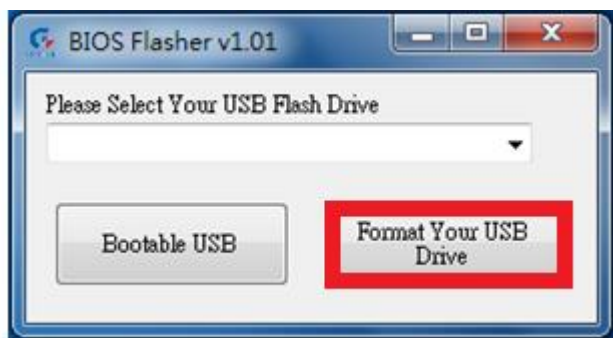 BIOS Flasher v1.01
Please Select Your USB Flash Drive
Bootable USB
Format Your USB
Drive